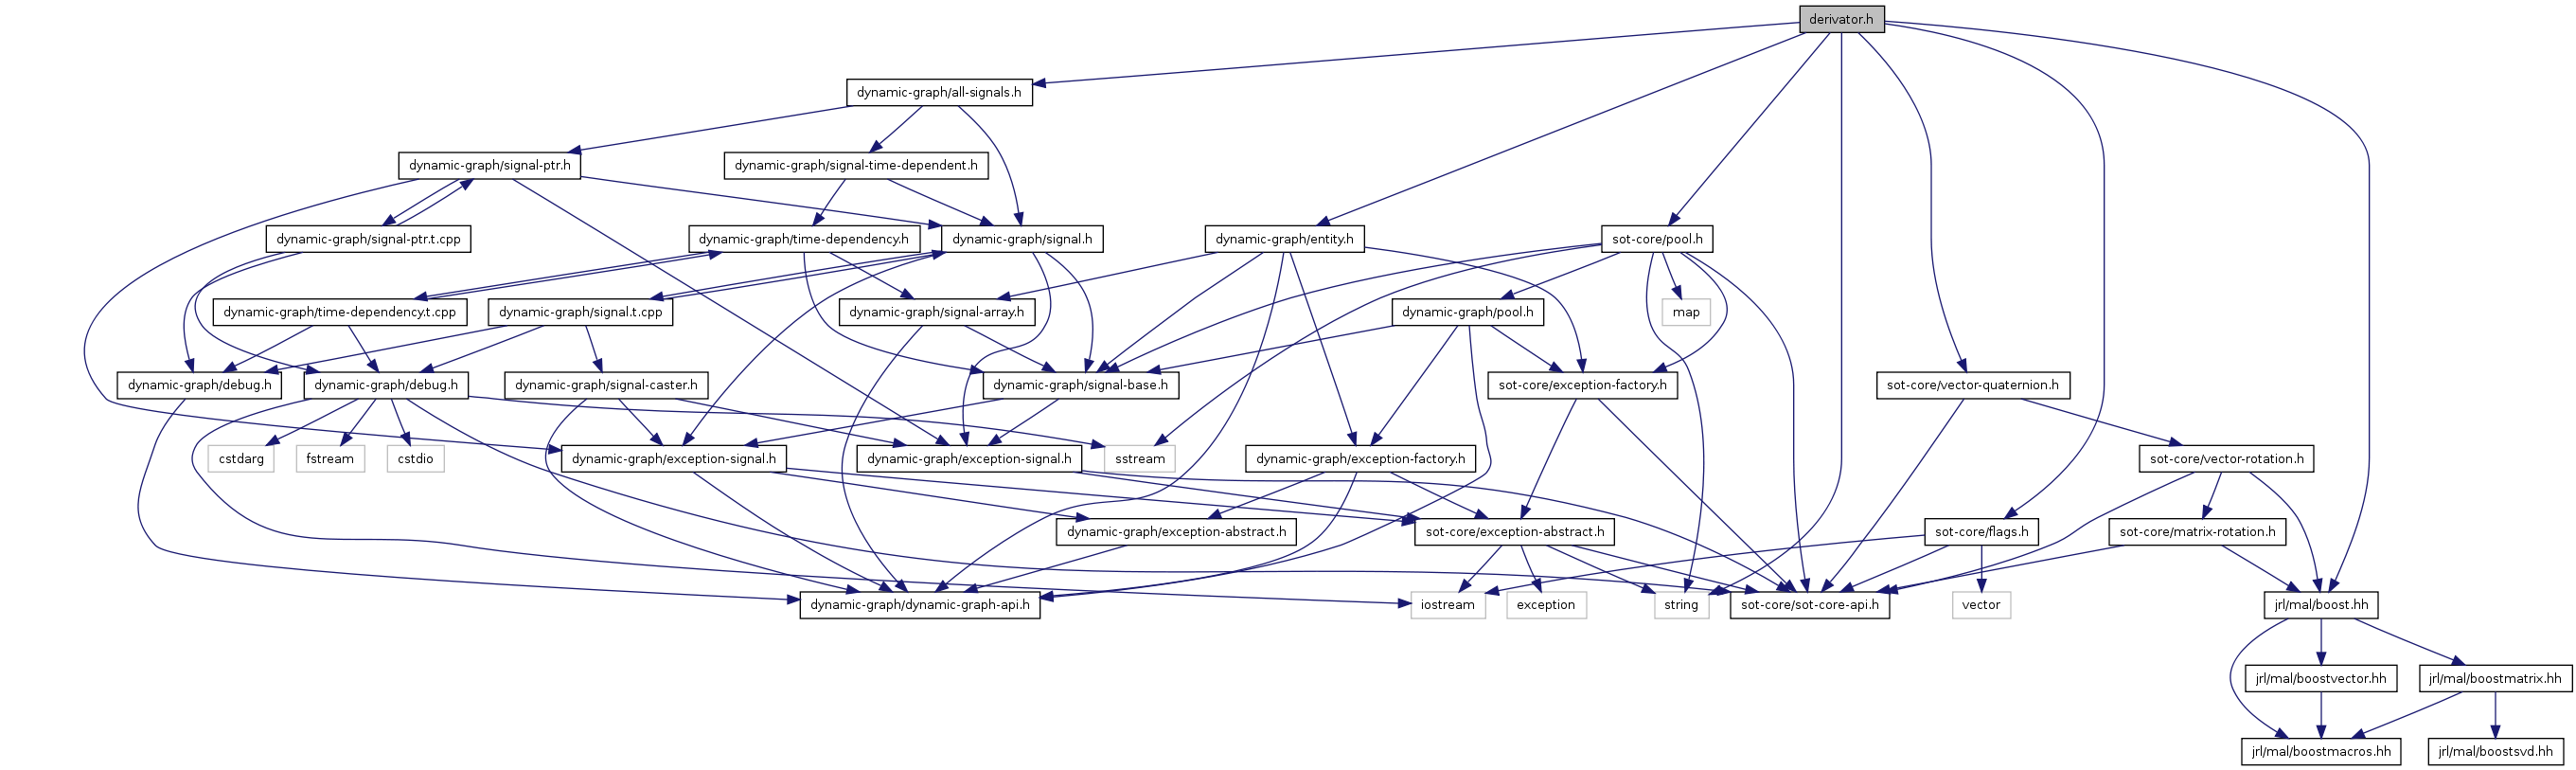 derivator.h
dynamic-graph/all-signals.h
dynamic-graph/signal-ptr.h
dynamic-graph/signal-time-dependent.h
dynamic-graph/signal-ptr.t.cpp
dynamic-graph/time-dependency.h
dynamic-graph/signal.h
dynamic-graph/entity.h
sot-core/pool.h
dynamic-graph/time-dependency.t.cpp
dynamic-graph/signal.t.cpp
dynamic-graph/signal-array.h
dynamic-graph/pool.h
map
dynamic-graph/debug.h
dynamic-graph/debug.h
dynamic-graph/signal-caster.h
dynamic-graph/signal-base.h
sot-core/exception-factory.h
sot-core/vector-quaternion.h
cstdarg
fstream
cstdio
dynamic-graph/exception-signal.h
dynamic-graph/exception-signal.h
sstream
dynamic-graph/exception-factory.h
sot-core/vector-rotation.h
dynamic-graph/exception-abstract.h
sot-core/exception-abstract.h
sot-core/flags.h
sot-core/matrix-rotation.h
dynamic-graph/dynamic-graph-api.h
iostream
exception
string
sot-core/sot-core-api.h
vector
jrl/mal/boost.hh
jrl/mal/boostvector.hh
jrl/mal/boostmatrix.hh
jrl/mal/boostmacros.hh
jrl/mal/boostsvd.hh